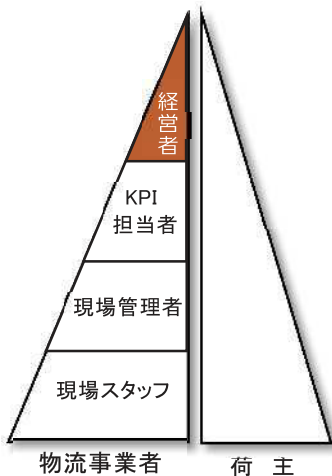 経営者
KPI
担当者
現場管理者
現場スタッフ
物流事業者
荷 主